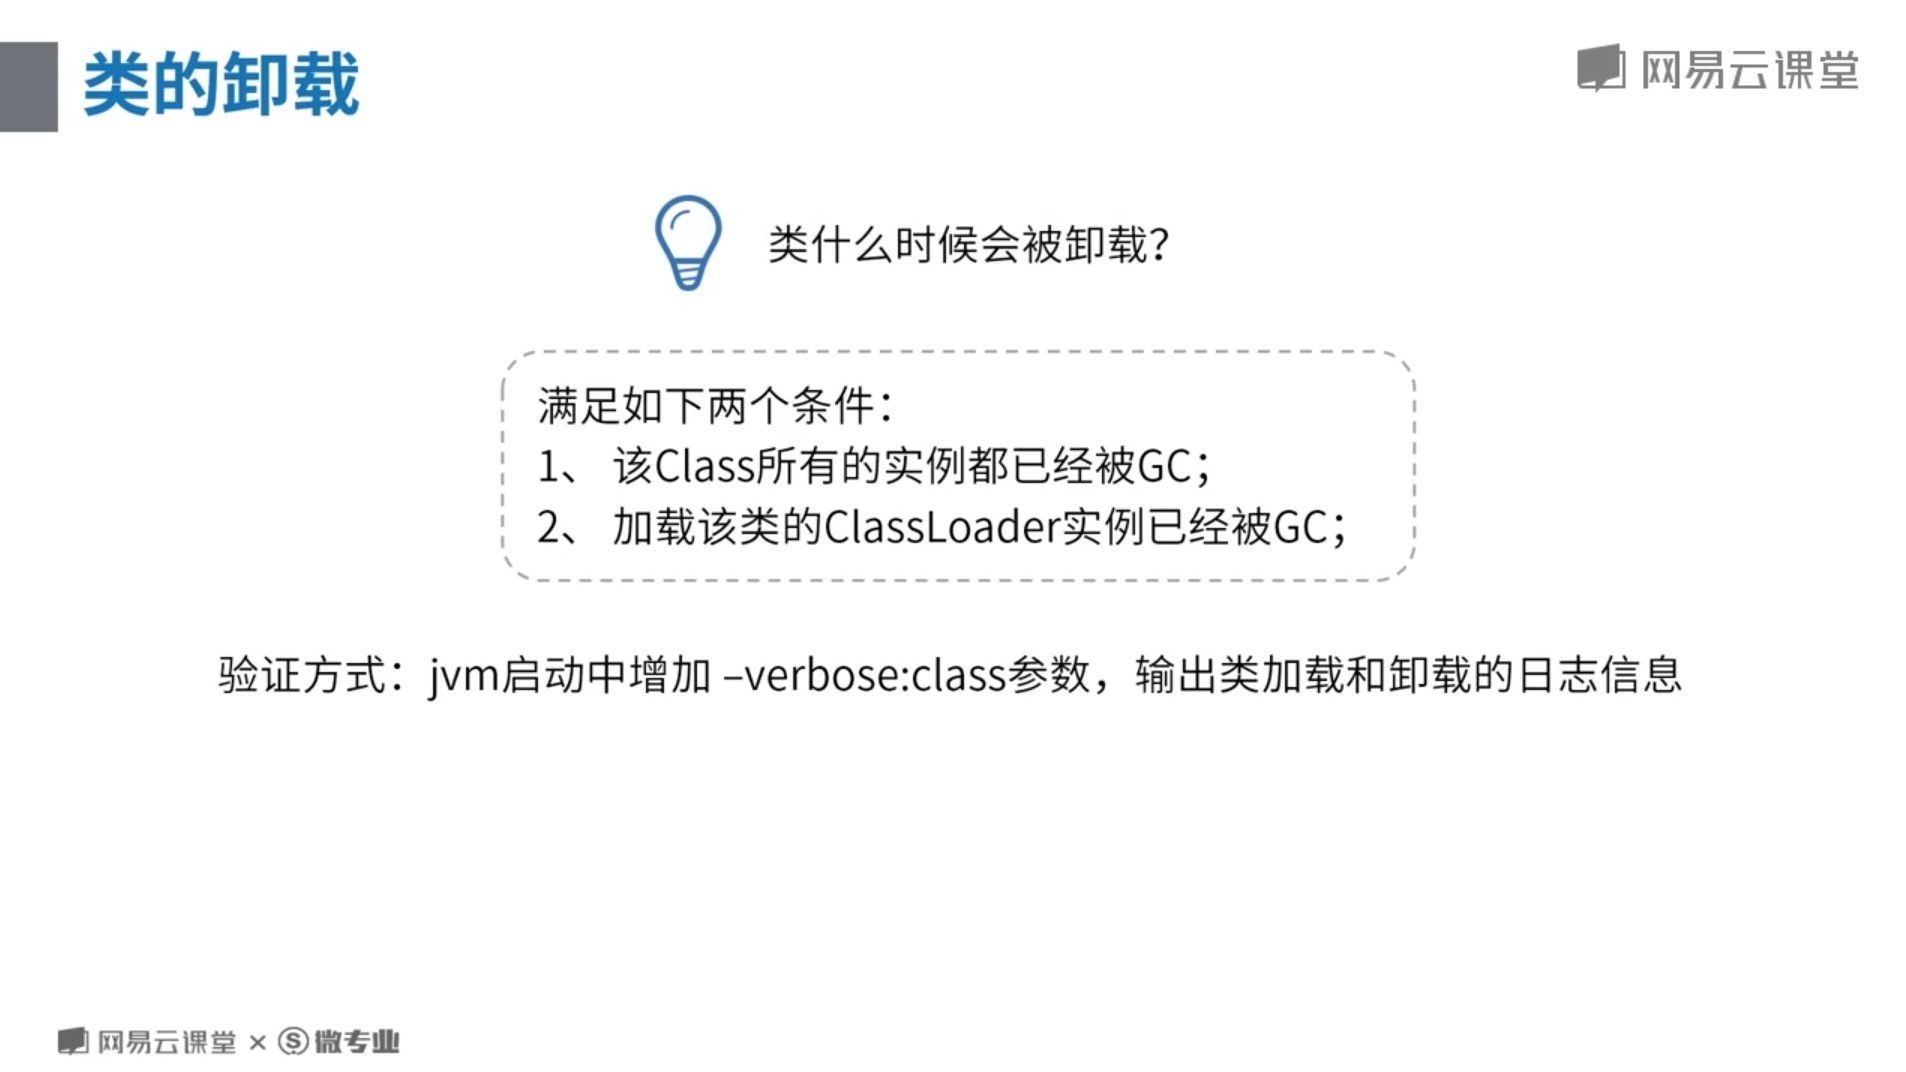 类的卸载
网易云课堂
类什么时候会被卸载？
满足如下两个条件：
1、 该Class所有的实例都已经被GC；
2、 加载该类的ClassLoader实例已经被GC；
验证方式：jvm启动中增加 –verbose:class参数，输出类加载和卸载的日志信息
网易云课堂 × S 微专业